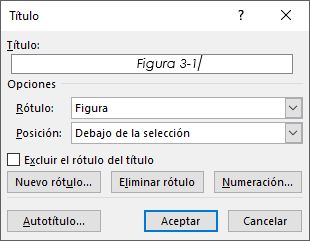 Título
?
Título:
Figura 3-1
Opciones
Rótulo:
Figura
Posición:
Debajo de la selección
Excluir el rótulo del título
Nuevo rótulo...
Eliminar rótulo
Numeración...
Autotítulo...
Aceptar
Cancelar